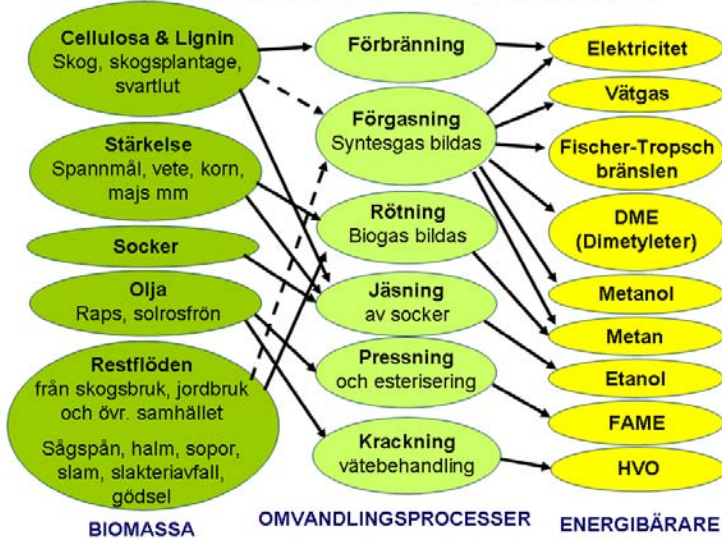 Cellulosa & Lignin
Skog, skogsplantage,
svartlut
Stärkelse
Spannmål, vete, korn,
majs mm
Socker
Olja
Raps, solrosfrön
Restflöden
från skogsbruk, jordbruk
och övr. samhället
Sågspån, halm, sopor,
slam, slakteriavfall,
gödsel
BIOMASSA
Förbränning
Förgasning
Syntesgas bildas
Rötning
Biogas bildas
Jäsning
av socker
Pressning
och esterisering
Krackning
vätebehandling
OMVANDLINGSPROCESSER
Elektricitet
Vätgas
Fischer-Tropsch
bränslen
DME
(Dimetyleter)
Metanol
Metan
Etanol
FAME
HVO
ENERGIBÄRARE